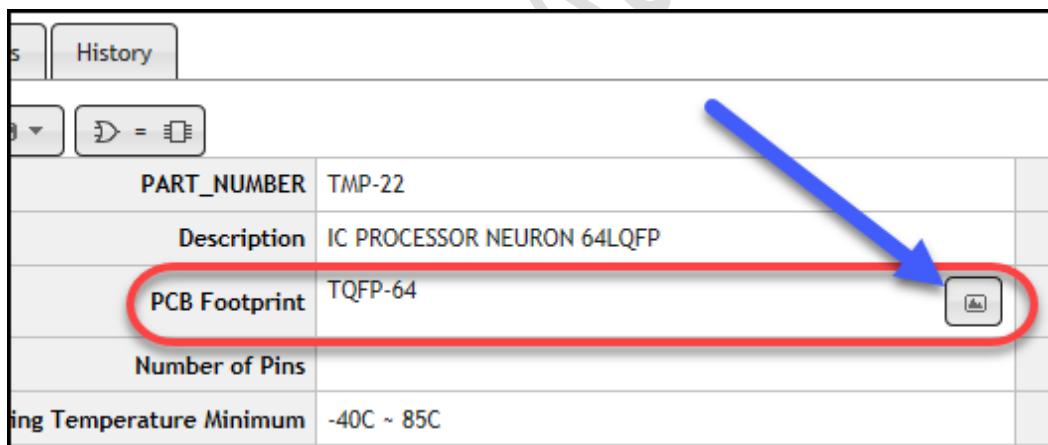 s History
=
PART_NUMBER TMP-22
Description IC PROCESSOR NEURON 64LQFP
PCB Footprint TQFP-64
Number of Pins
ing Temperature Minimum -40C ~ 85C